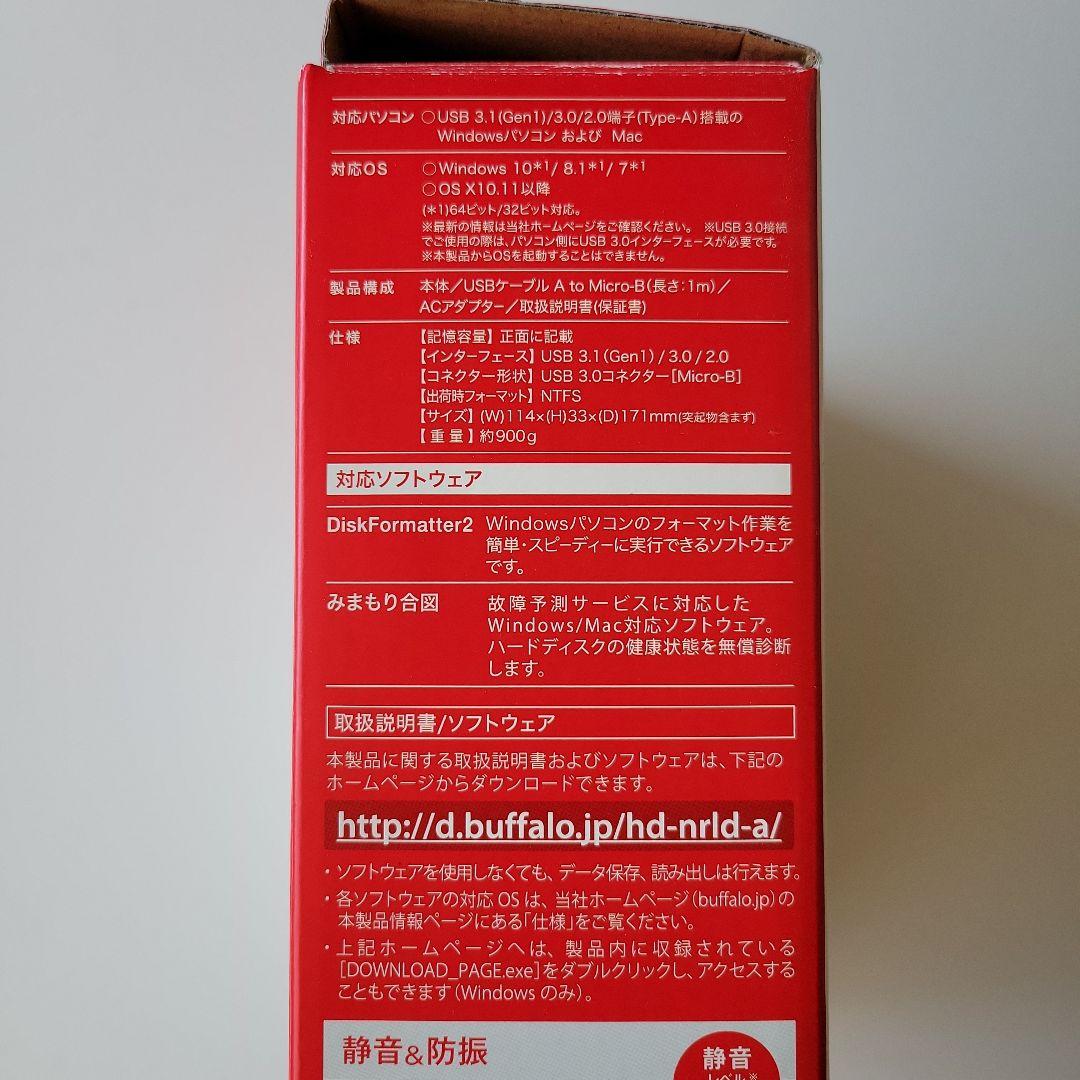 対応パソコン ○USB 3.1(Gen1)/3.0/2.0端子(Type-A)搭載の
Windowsパソコン および Mac
対応OS ○Windows 10*1/ 8.1*1/ 7*1
○OS X10.11以降
(*1)64ビット/32ビット対応。
※最新の情報は当社ホームページをご確認ください。 ※USB 3.0接続
でご使用の際は、パソコン側にUSB 3.0インターフェースが必要です。
※本製品からOSを起動することはできません。
製品構成 本体／USBケーブル A to Micro-B(長さ:1m)／
ACアダプター／取扱説明書(保証書)
仕様 【記憶容量】正面に記載
【インターフェース】USB 3.1(Gen1) / 3.0 / 2.0
【コネクター形状】USB 3.0コネクター[Micro-B]
【出荷時フォーマット】NTFS
【サイズ】(W)114×(H)33×(D)171mm(突起物含まず)
【重量】約900g
対応ソフトウェア
DiskFormatter2 Windowsパソコンのフォーマット作業を
簡単・スピーディーに実行できるソフトウェア
です。
みまもり合図 故障予測サービスに対応した
Windows/Mac対応ソフトウェア。
ハードディスクの健康状態を無償診断
します。
取扱説明書/ソフトウェア
本製品に関する取扱説明書およびソフトウェアは、下記の
ホームページからダウンロードできます。
http://d.buffalo.jp/hd-nrld-a/
・ソフトウェアを使用しなくても、データ保存、読み出しは行えます。
・各ソフトウェアの対応 OS は、当社ホームページ(buffalo.jp)の
本製品情報ページにある「仕様」をご覧ください。
・上記ホームページへは、製品内に収録されている
[DOWNLOAD_PAGE.exe]をダブルクリックし、アクセスする
こともできます(Windows のみ)。
静音&防振
静音
レベル※